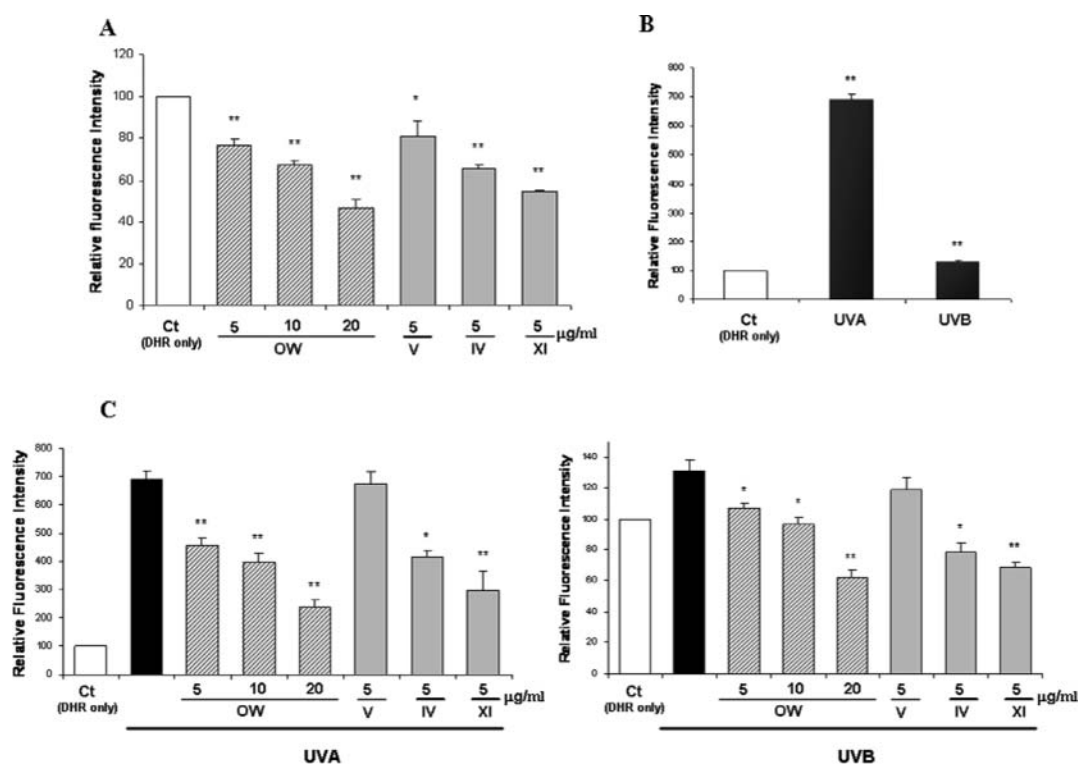 A
Relative fluorescence Intensity
120
100
80
60
40
20
0
**
**
**
*
**
**
Ct
(DHR only)
5 10 20 5 5 5 µg/ml
OW V IV XI
B
Relative Fluorescence Intensity
800
700
600
500
400
300
200
100
0
**
**
Ct
(DHR only)
UVA UVB
C
Relative Fluorescence Intensity
800
700
600
500
400
300
200
100
0
**
**
**
*
**
Ct
(DHR only)
5 10 20 5 5 5 µg/ml
OW V IV XI
UVA
Relative Fluorescence Intensity
140
120
100
80
60
40
20
0
*
*
**
*
**
Ct
(DHR only)
5 10 20 5 5 5 µg/ml
OW V IV XI
UVB